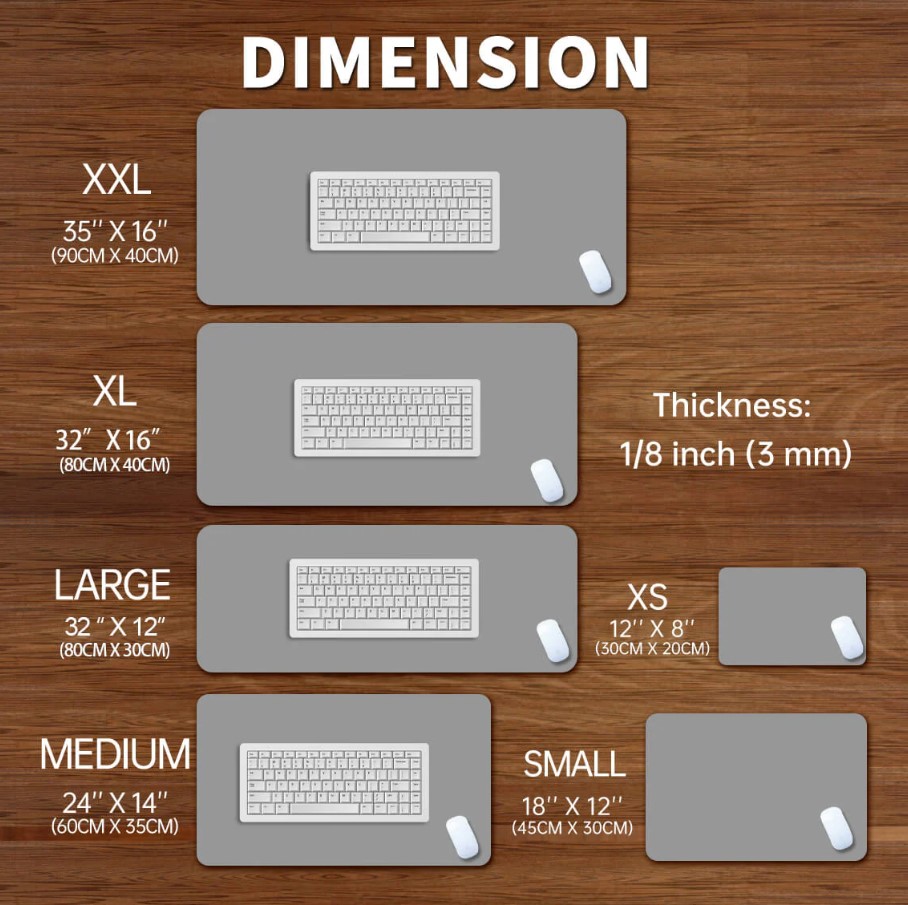 DIMENSION
XXL
35'' X 16''
(90CM X 40CM)
XL
32" X 16"
(80CM X 40CM)
Thickness:
1/8 inch (3 mm)
LARGE
32 " X 12"
(80CM X 30CM)
XS
12'' X 8''
(30CM X 20CM)
MEDIUM
24'' X 14''
(60CM X 35CM)
SMALL
18'' X 12''
(45CM X 30CM)